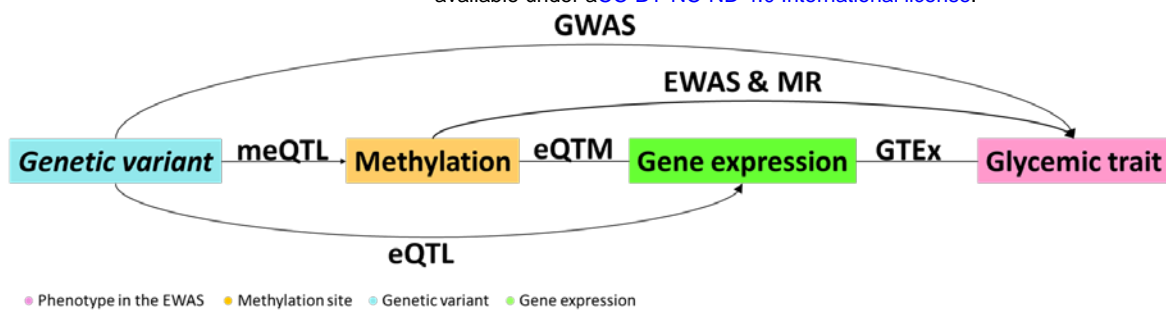 GWAS
EWAS & MR
Genetic variant meQTL Methylation eQTM Gene expression GTEx Glycemic trait
eQTL
Phenotype in the EWAS Methylation site Genetic variant Gene expression